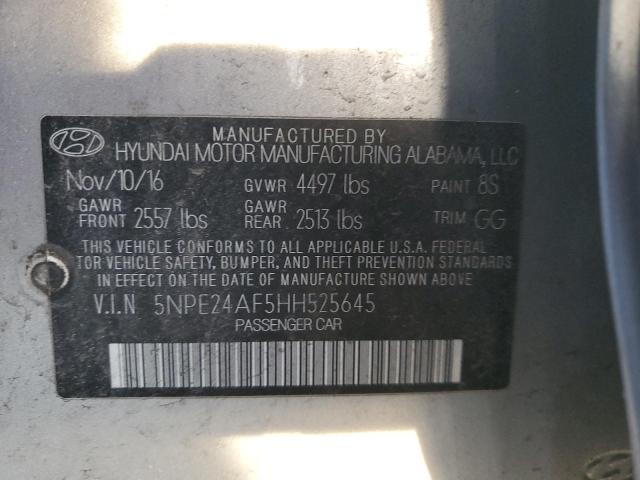 MANUFACTURED BY
HYUNDAI MOTOR MANUFACTURING ALABAMA, LLC
Nov/10/16 GVWR 4497 lbs PAINT 8S
GAWR FRONT 2557 lbs GAWR REAR 2513 lbs TRIM GG
THIS VEHICLE CONFORMS TO ALL APPLICABLE U.S.A. FEDERAL
TOR VEHICLE SAFETY, BUMPER, AND THEFT PREVENTION STANDARDS
IN EFFECT ON THE DATE OF MANUFACTURE SHOWN ABOVE.
V.I.N 5NPE24AF5HH525645
PASSENGER CAR